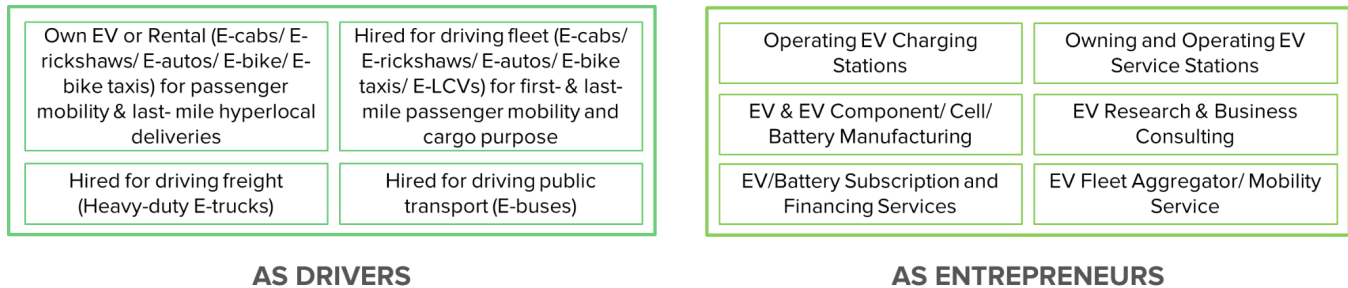 Own EV or Rental (E-cabs/ E-
rickshaws/ E-autos/ E-bike/ E-
bike taxis) for passenger
mobility & last- mile hyperlocal
deliveries
Hired for driving fleet (E-cabs/
E-rickshaws/ E-autos/ E-bike
taxis/ E-LCVs) for first- & last-
mile passenger mobility and
cargo purpose
Hired for driving freight
(Heavy-duty E-trucks)
Hired for driving public
transport (E-buses)
AS DRIVERS
Operating EV Charging
Stations
Owning and Operating EV
Service Stations
EV & EV Component/ Cell/
Battery Manufacturing
EV Research & Business
Consulting
EV/Battery Subscription and
Financing Services
EV Fleet Aggregator/ Mobility
Service
AS ENTREPRENEURS